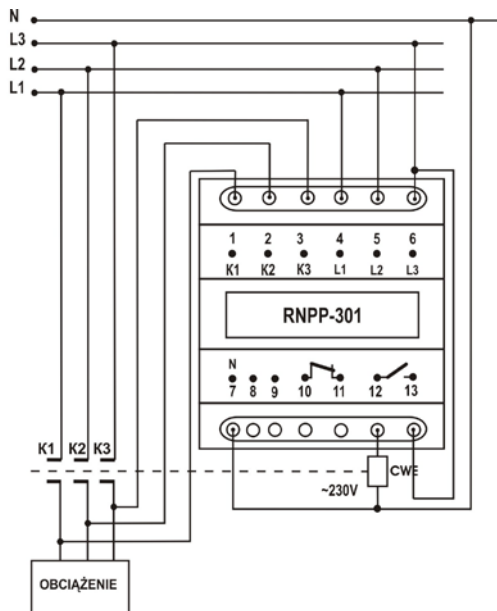 N
L3
L2
L1
1 2 3 4 5 6
K1 K2 K3 L1 L2 L3
RNPP-301
N
7 8 9 10 11 12 13
K1 K2 K3
CWE
~230V
OBCIĄŻENIE